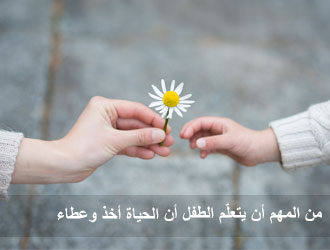 من المهم أن يتعلّم الطفل أن الحياة أخذ وعطاء